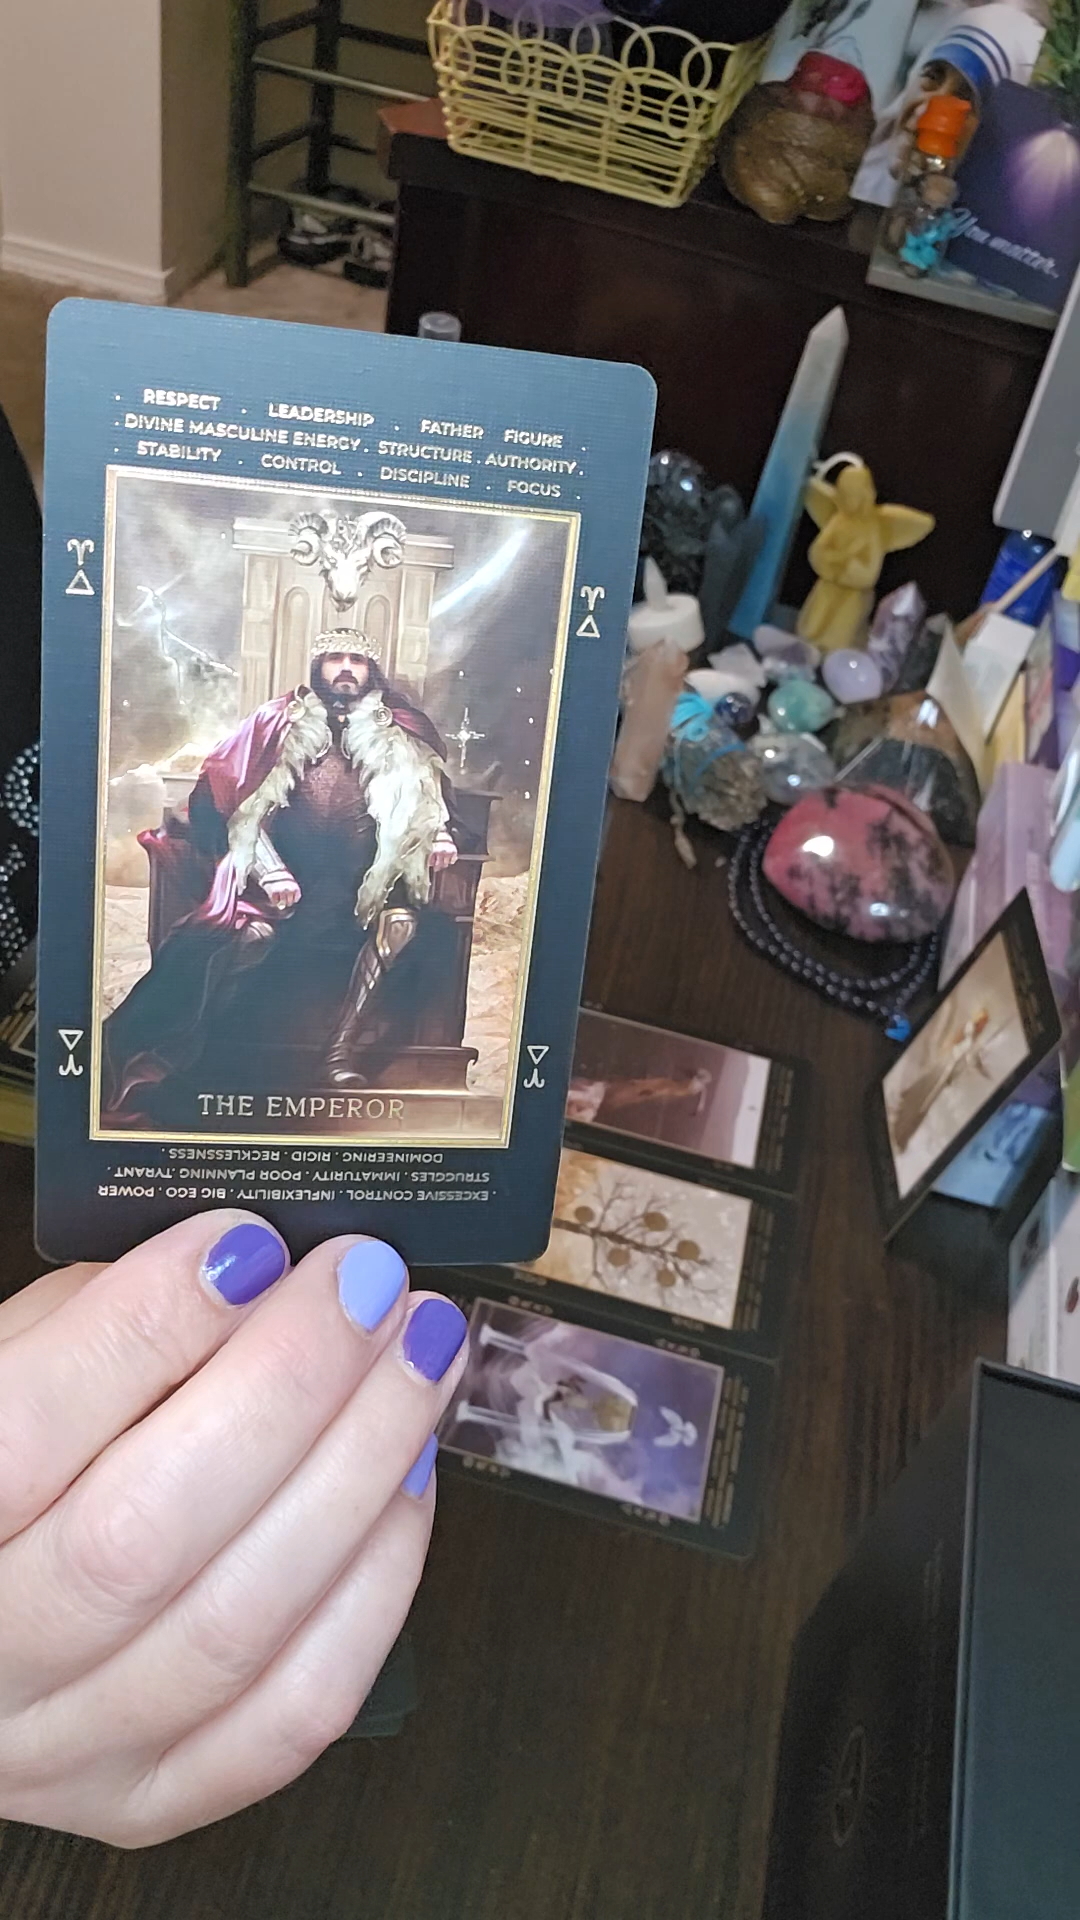 . RESPECT . LEADERSHIP . FATHER FIGURE .
. DIVINE MASCULINE ENERGY . STRUCTURE . AUTHORITY .
. STABILITY . CONTROL . DISCIPLINE . FOCUS .
THE EMPEROR
. EXCESSIVE CONTROL . INFLEXIBILITY . BIG EGO . POWER
STRUGGLES . IMMATURITY . POOR PLANNING . TYRANT .
DOMINEERING . RIGID . RECKLESSNESS .
You matter.